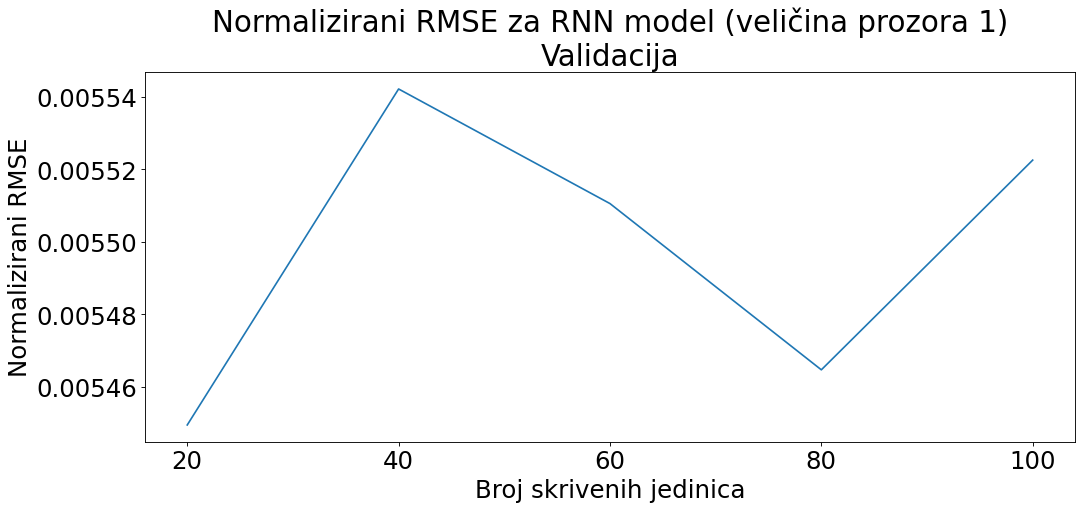 Normalizirani RMSE za RNN model (veličina prozora 1)
Validacija
Normalizirani RMSE
0.00554
0.00552
0.00550
0.00548
0.00546
20 40 60 80 100
Broj skrivenih jedinica